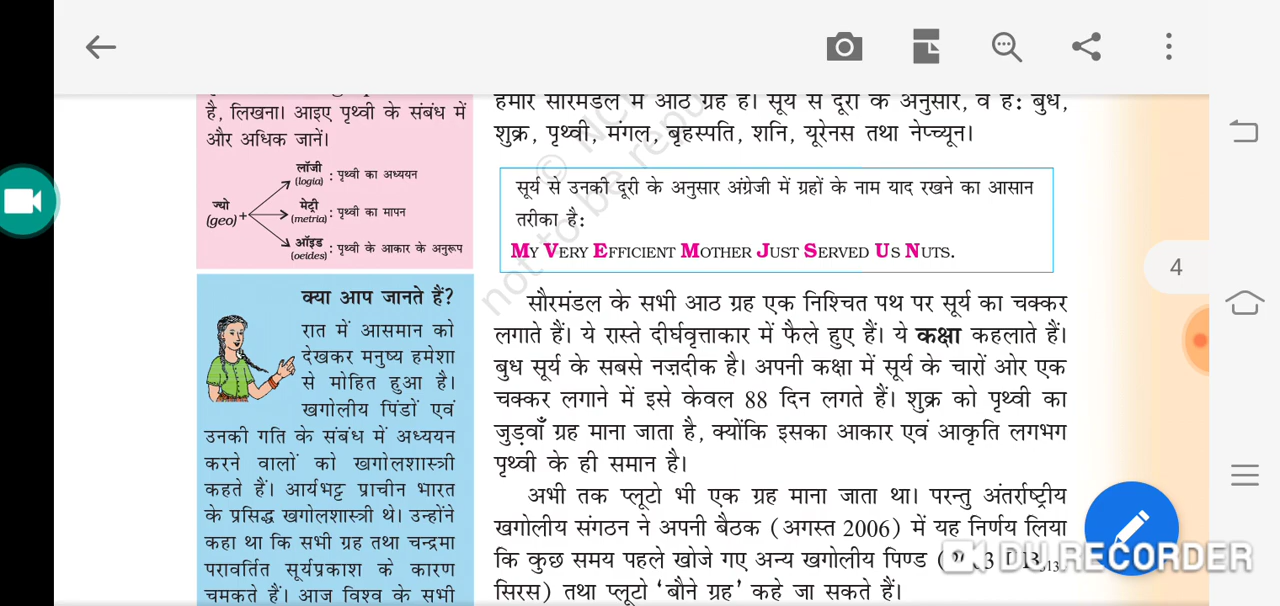 है, लिखना। आइए पृथ्वी के संबंध में
और अधिक जानें।
ज्यो
(geo)+
लॉजी
(logia)
: पृथ्वी का अध्ययन
मेट्री
(metria)
: पृथ्वी का मापन
ऑइड
(oeides)
: पृथ्वी के आकार के अनुरूप
क्या आप जानते हैं?
रात में आसमान को
देखकर मनुष्य हमेशा
से मोहित हुआ है।
खगोलीय पिंडों एवं
उनकी गति के संबंध में अध्ययन
करने वालों को खगोलशास्त्री
कहते हैं। आर्यभट्ट प्राचीन भारत
के प्रसिद्ध खगोलशास्त्री थे। उन्होंने
कहा था कि सभी ग्रह तथा चन्द्रमा
परावर्तित सूर्यप्रकाश के कारण
चमकते हैं। आज विश्व के सभी
हमारे सौरमंडल में आठ ग्रह हैं। सूर्य से दूरी के अनुसार, वे हैं: बुध,
शुक्र, पृथ्वी, मंगल, बृहस्पति, शनि, यूरेनस तथा नेप्च्यून।
सूर्य से उनकी दूरी के अनुसार अंग्रेजी में ग्रहों के नाम याद रखने का आसान
तरीका है:
MY VERY EFFICIENT MOTHER JUST SERVED US NUTS.
सौरमंडल के सभी आठ ग्रह एक निश्चित पथ पर सूर्य का चक्कर
लगाते हैं। ये रास्ते दीर्घवृत्ताकार में फैले हुए हैं। ये कक्षा कहलाते हैं।
बुध सूर्य के सबसे नज़दीक है। अपनी कक्षा में सूर्य के चारों ओर एक
चक्कर लगाने में इसे केवल 88 दिन लगते हैं। शुक्र को पृथ्वी का
जुड़वाँ ग्रह माना जाता है, क्योंकि इसका आकार एवं आकृति लगभग
पृथ्वी के ही समान है।
अभी तक प्लूटो भी एक ग्रह माना जाता था। परन्तु अंतर्राष्ट्रीय
खगोलीय संगठन ने अपनी बैठक (अगस्त 2006) में यह निर्णय लिया
कि कुछ समय पहले खोजे गए अन्य खगोलीय पिण्ड
सिरस) तथा प्लूटो ‘बौने ग्रह’ कहे जा सकते हैं।
not to be
4
DU RECORDER